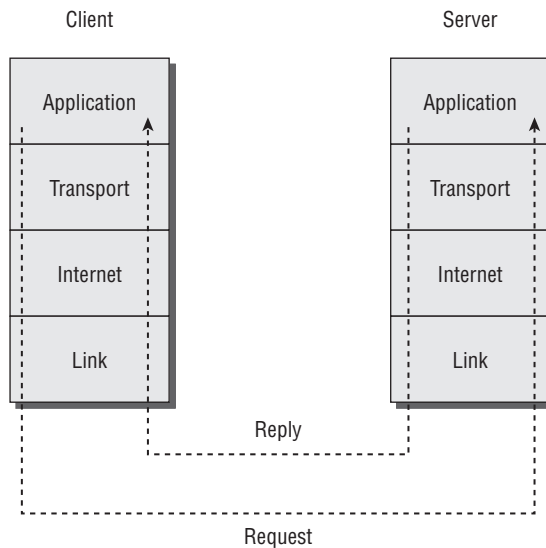 Client
Server
Application
Application
Transport
Transport
Internet
Internet
Link
Link
Reply
Request